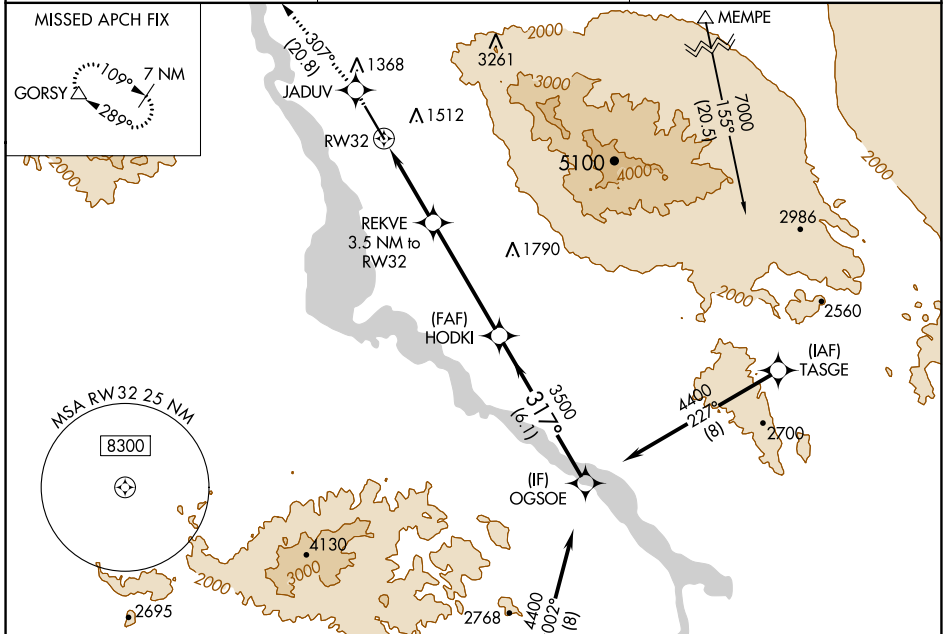 MISSED APCH FIX
109°
7 NM
GORSY
289°
2000
307°
(20.8)
1368
JADUV
1512
RW32
3261
2000
3000
5100
4000
MEMPE
7000
155°
(20.5)
2000
2986
REKVE
3.5 NM to
RW32
1790
2000
2560
(FAF)
HODKI
(IAF)
TASGE
4400
227°
(8)
2700
3500
317°
(6.1)
MSA RW32 25 NM
8300
(IF)
OGSOE
4130
3000
2000
2695
2768
4400
002°
(8)